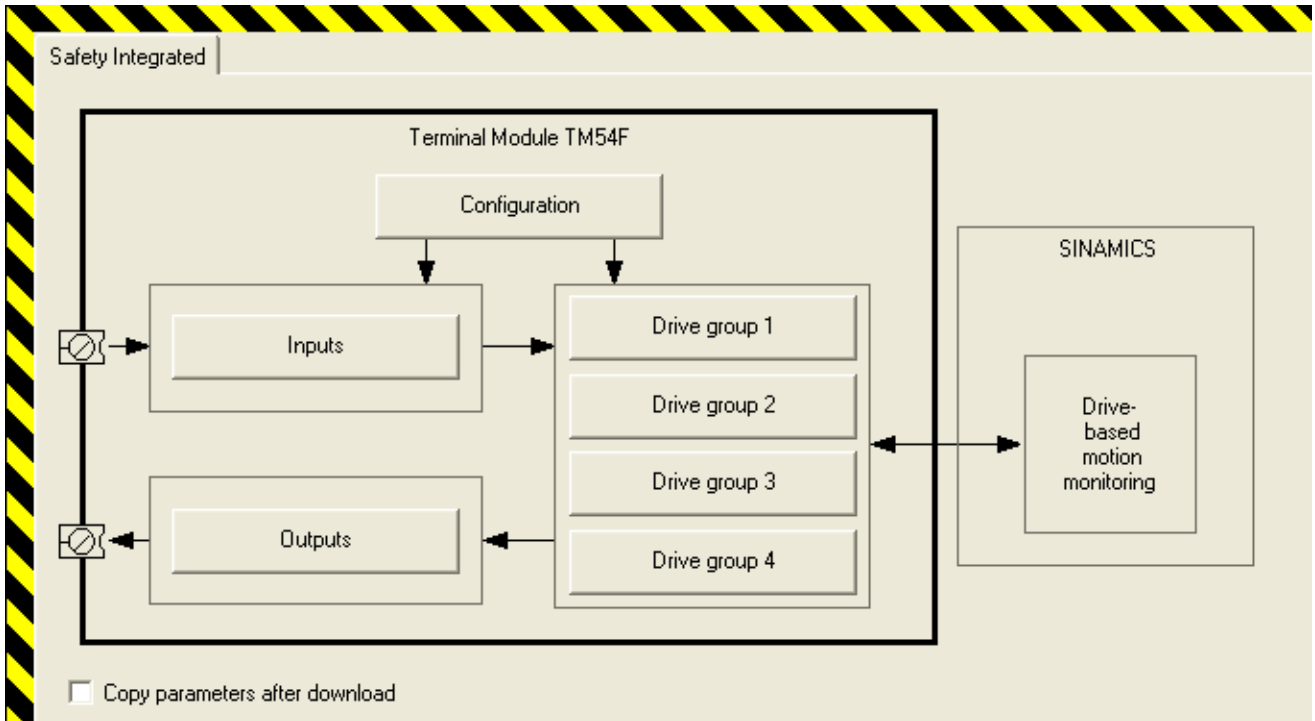 Safety Integrated
Terminal Module TM54F
Configuration
SINAMICS
Inputs
Drive group 1
Drive group 2
Drive group 3
Drive group 4
Outputs
Drive-
based
motion
monitoring
Copy parameters after download